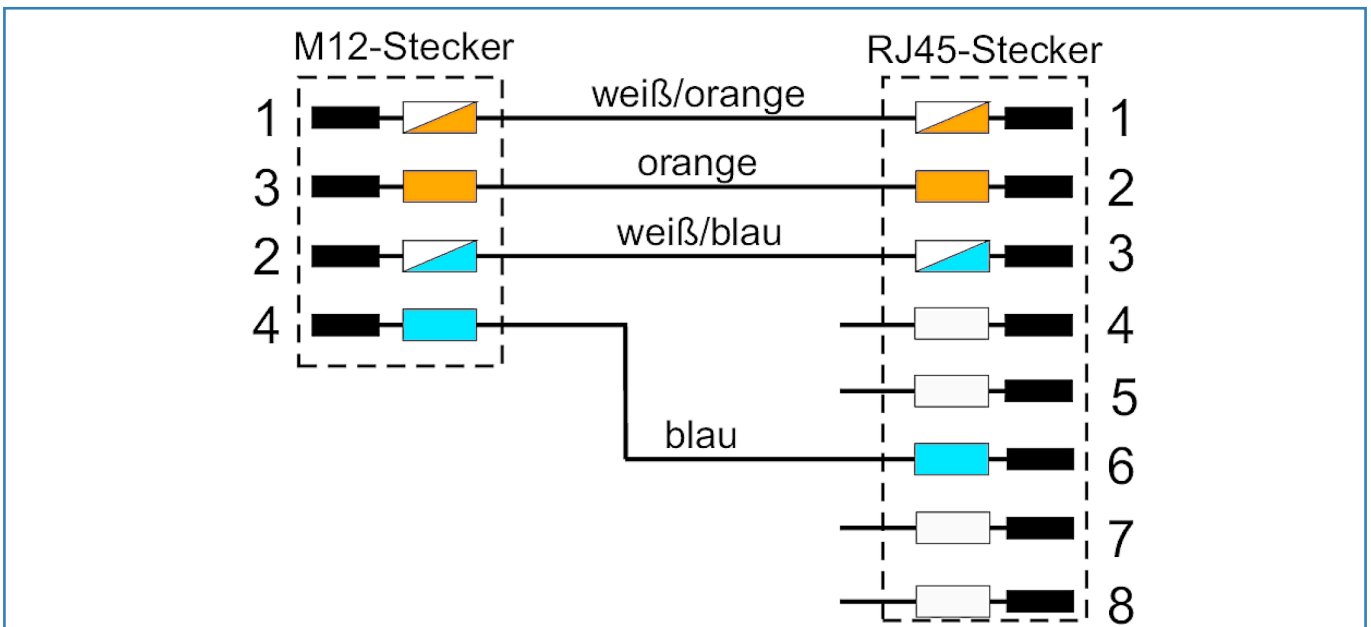 M12-Stecker RJ45-Stecker
1 weiß/orange 1
3 orange 2
2 weiß/blau 3
4 4
5
blau 6
7
8